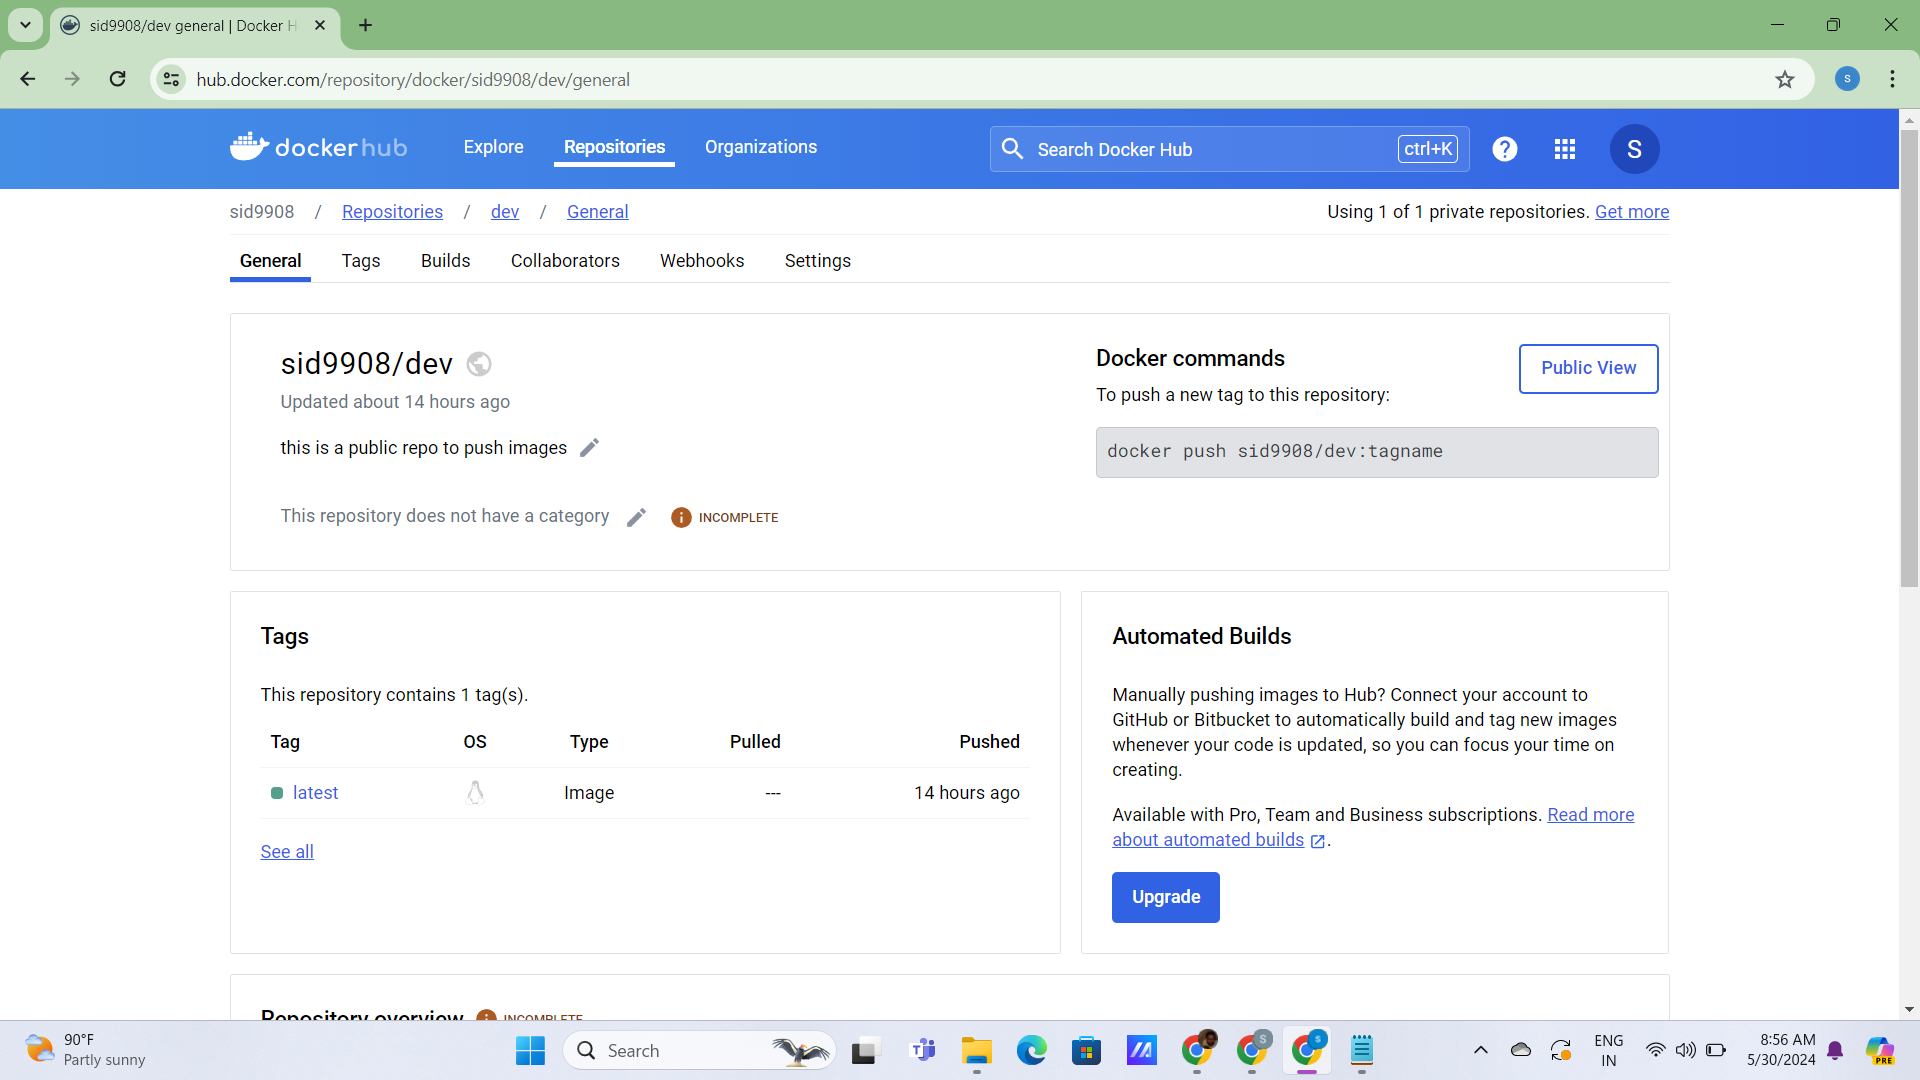 sid9908/dev general | Docker H
hub.docker.com/repository/docker/sid9908/dev/general
dockerhub Explore Repositories Organizations Search Docker Hub ctrl+K ? S
sid9908 / Repositories / dev / General Using 1 of 1 private repositories. Get more
General Tags Builds Collaborators Webhooks Settings
sid9908/dev
Updated about 14 hours ago
this is a public repo to push images
This repository does not have a category INCOMPLETE
Docker commands
Public View
To push a new tag to this repository:
docker push sid9908/dev:tagname
Tags
This repository contains 1 tag(s).
Tag OS Type Pulled Pushed
latest Image --- 14 hours ago
See all
Automated Builds
Manually pushing images to Hub? Connect your account to
GitHub or Bitbucket to automatically build and tag new images
whenever your code is updated, so you can focus your time on
creating.
Available with Pro, Team and Business subscriptions. Read more
about automated builds .
Upgrade
Repository overview INCOMPLETE
90°F
Partly sunny
Search
ENG
IN
8:56 AM
5/30/2024
PRE